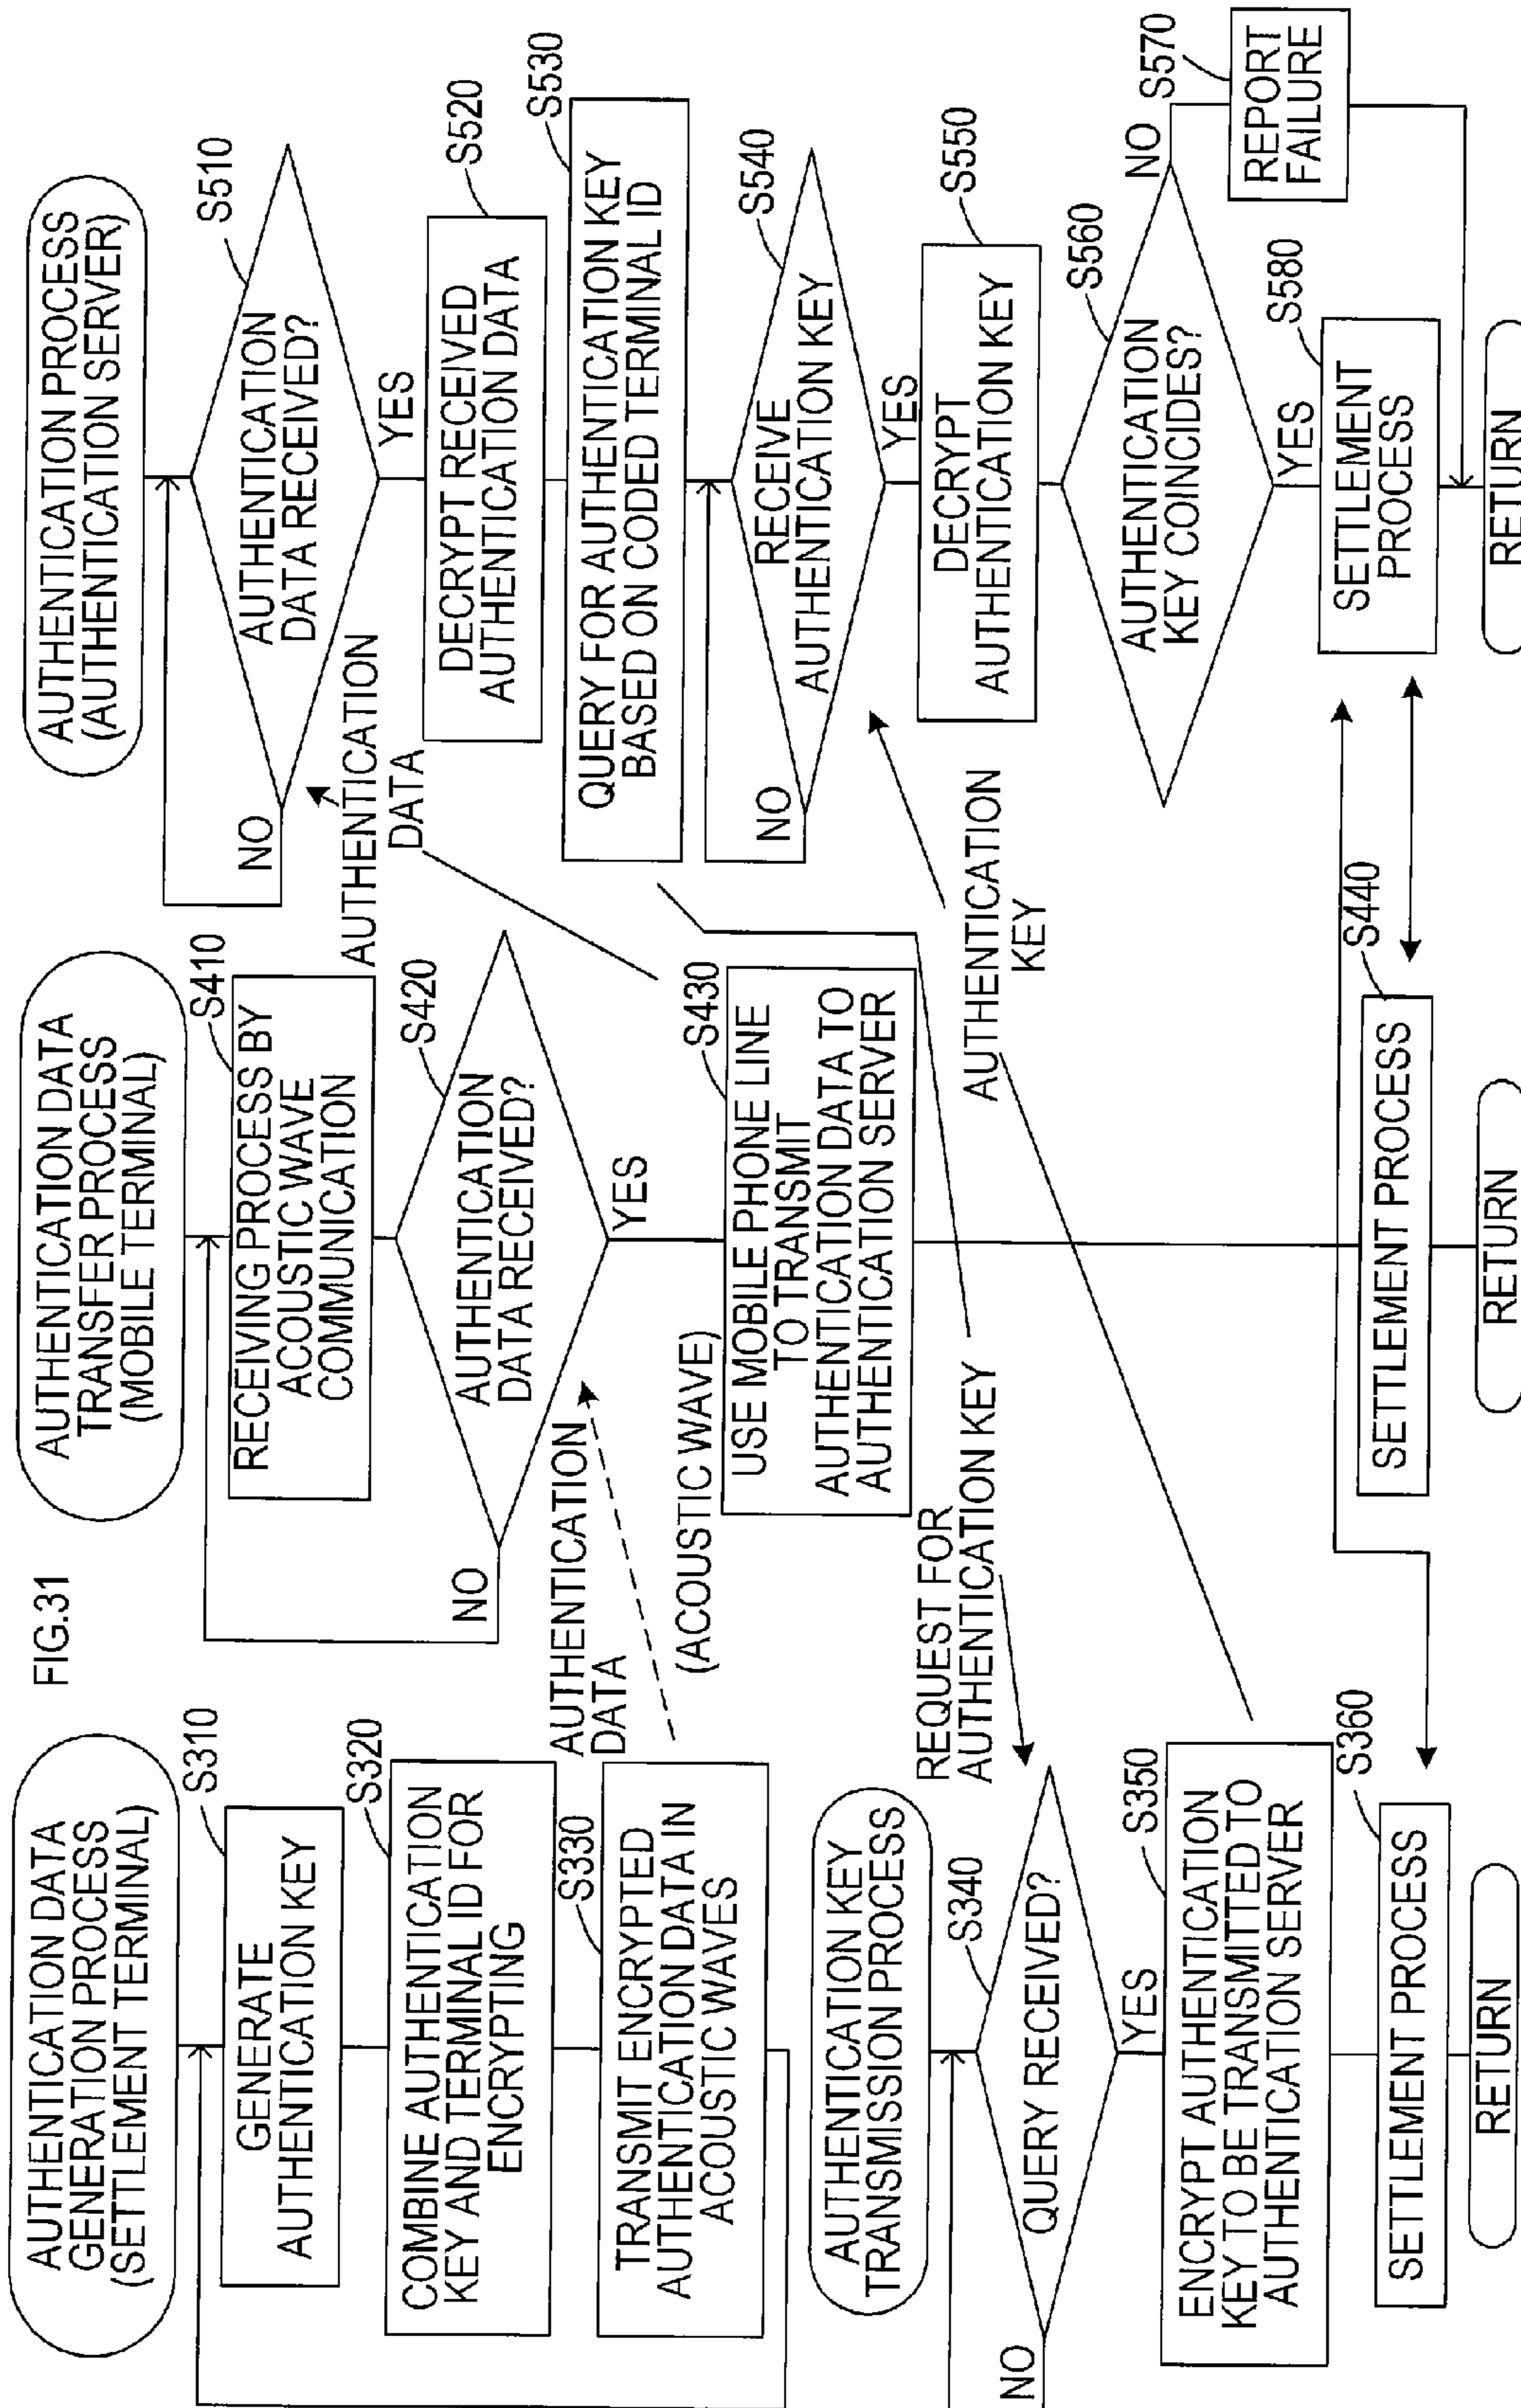 FIG.31
AUTHENTICATION DATA
GENERATION PROCESS
(SETTLEMENT TERMINAL)
S310
GENERATE
AUTHENTICATION KEY
S320
COMBINE AUTHENTICATION
KEY AND TERMINAL ID FOR
ENCRYPTING
S330
TRANSMIT ENCRYPTED
AUTHENTICATION DATA IN
ACOUSTIC WAVES
AUTHENTICATION
DATA
(ACOUSTIC WAVE)
AUTHENTICATION KEY
TRANSMISSION PROCESS
S340
QUERY RECEIVED?
NO
YES
REQUEST FOR
AUTHENTICATION KEY
S350
ENCRYPT AUTHENTICATION
KEY TO BE TRANSMITTED TO
AUTHENTICATION SERVER
S360
SETTLEMENT PROCESS
RETURN
AUTHENTICATION DATA
TRANSFER PROCESS
(MOBILE TERMINAL)
S410
RECEIVING PROCESS BY
ACOUSTIC WAVE
COMMUNICATION
S420
AUTHENTICATION
DATA RECEIVED?
NO
YES
S430
USE MOBILE PHONE LINE
TO TRANSMIT
AUTHENTICATION DATA TO
AUTHENTICATION SERVER
AUTHENTICATION
DATA
AUTHENTICATION
KEY
S440
SETTLEMENT PROCESS
RETURN
AUTHENTICATION PROCESS
(AUTHENTICATION SERVER)
S510
AUTHENTICATION
DATA RECEIVED?
NO
YES
S520
DECRYPT RECEIVED
AUTHENTICATION DATA
S530
QUERY FOR AUTHENTICATION KEY
BASED ON CODED TERMINAL ID
S540
RECEIVE
AUTHENTICATION KEY
NO
YES
S550
DECRYPT
AUTHENTICATION KEY
S560
AUTHENTICATION
KEY COINCIDES?
NO
YES
S570
REPORT
FAILURE
S580
SETTLEMENT
PROCESS
RETURN